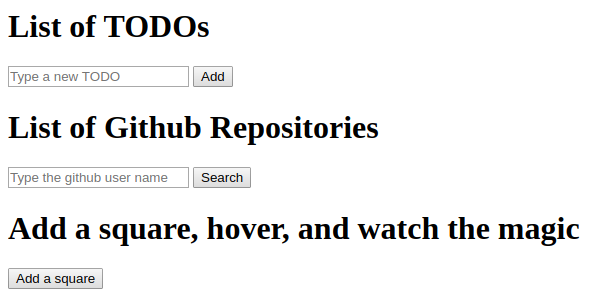 List of TODOs
Type a new TODO Add
List of Github Repositories
Type the github user name Search
Add a square, hover, and watch the magic
Add a square